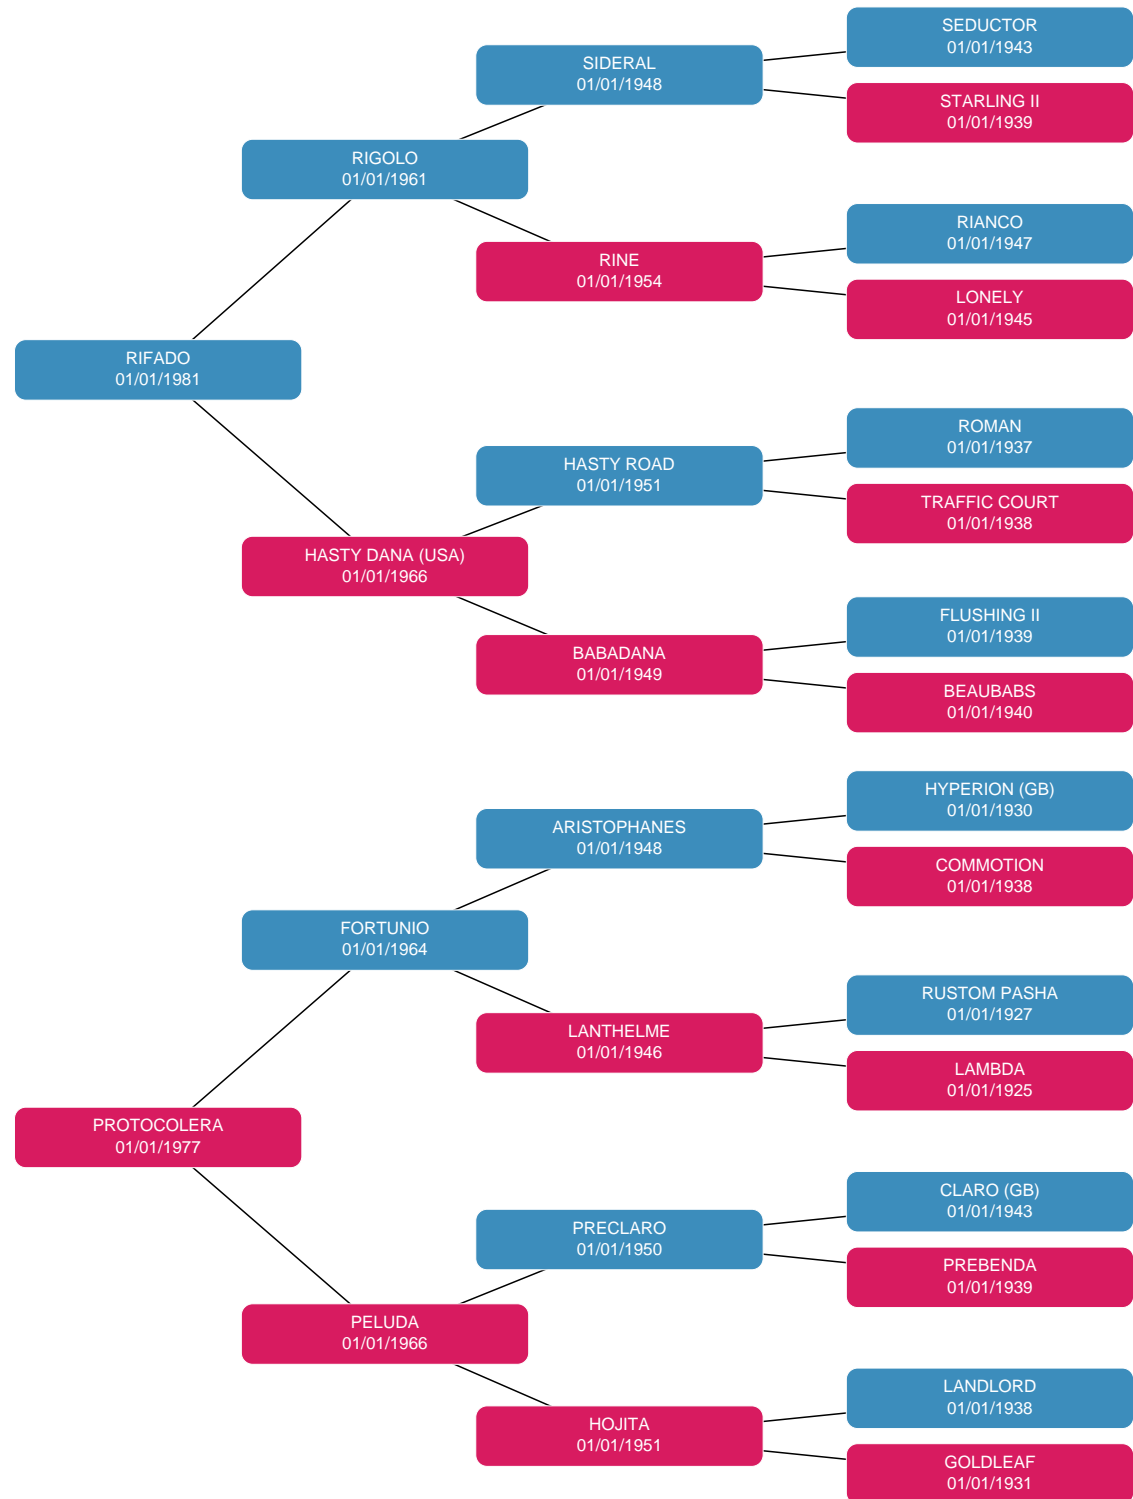 SEDUCTOR
01/01/1943
SIDERAL
01/01/1948
STARLING II
01/01/1939
RIGOLO
01/01/1961
RIANCO
01/01/1947
RINE
01/01/1954
LONELY
01/01/1945
RIFADO
01/01/1981
ROMAN
01/01/1937
HASTY ROAD
01/01/1951
TRAFFIC COURT
01/01/1938
HASTY DANA (USA)
01/01/1966
FLUSHING II
01/01/1939
BABADANA
01/01/1949
BEAUBABS
01/01/1940
HYPERION (GB)
01/01/1930
ARISTOPHANES
01/01/1948
COMMOTION
01/01/1938
FORTUNIO
01/01/1964
RUSTOM PASHA
01/01/1927
LANTHELME
01/01/1946
LAMBDA
01/01/1925
PROTOCOLERA
01/01/1977
CLARO (GB)
01/01/1943
PRECLARO
01/01/1950
PREBENDA
01/01/1939
PELUDA
01/01/1966
LANDLORD
01/01/1938
HOJITA
01/01/1951
GOLDLEAF
01/01/1931